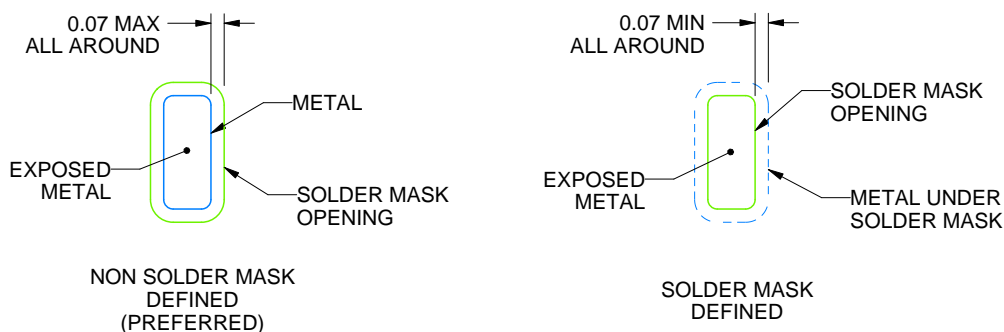 0.07 MAX
ALL AROUND
METAL
EXPOSED
METAL
SOLDER MASK
OPENING
NON SOLDER MASK
DEFINED
(PREFERRED)
0.07 MIN
ALL AROUND
SOLDER MASK
OPENING
EXPOSED
METAL
METAL UNDER
SOLDER MASK
SOLDER MASK
DEFINED